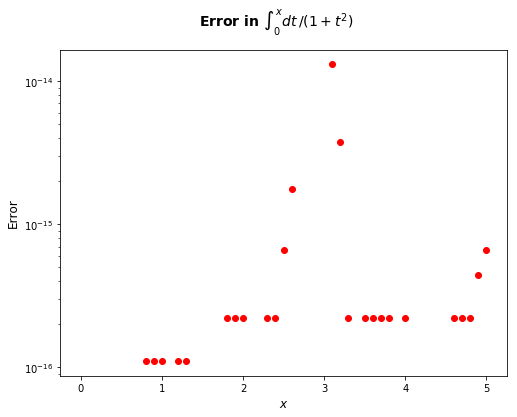 Error in $\int_0^x dt/(1+t^2)$
10^{-14}
10^{-15}
10^{-16}
Error
0 1 2 3 4 5
x